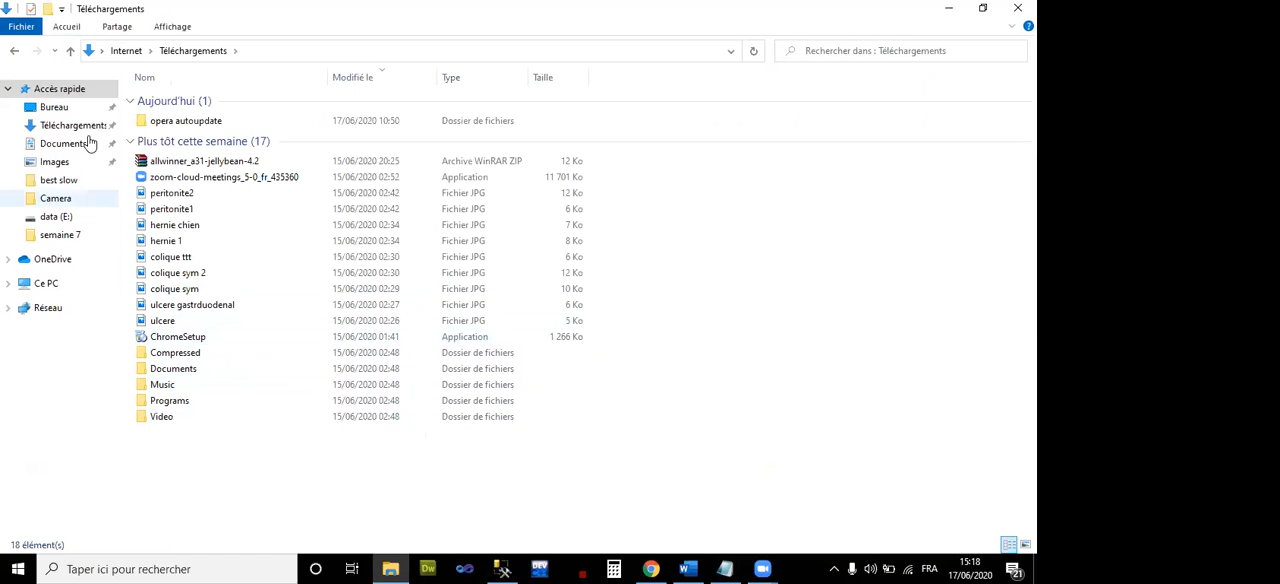 Téléchargements
Fichier Accueil Partage Affichage
Internet Téléchargements Rechercher dans : Téléchargements
Nom Modifié le Type Taille
Accès rapide
Bureau
Téléchargements
Documents
Images
best slow
Camera
data (E:)
semaine 7
OneDrive
Ce PC
Réseau
Aujourd'hui (1)
opera autoupdate 17/06/2020 10:50 Dossier de fichiers
Plus tôt cette semaine (17)
allwinner_a31-jellybean-4.2 15/06/2020 20:25 Archive WinRAR ZIP 12 Ko
zoom-cloud-meetings_5-0_fr_435360 15/06/2020 02:52 Application 11 701 Ko
peritonite2 15/06/2020 02:42 Fichier JPG 12 Ko
peritonite1 15/06/2020 02:42 Fichier JPG 6 Ko
hernie chien 15/06/2020 02:34 Fichier JPG 7 Ko
hernie 1 15/06/2020 02:34 Fichier JPG 8 Ko
colique ttt 15/06/2020 02:30 Fichier JPG 6 Ko
colique sym 2 15/06/2020 02:30 Fichier JPG 12 Ko
colique sym 15/06/2020 02:29 Fichier JPG 10 Ko
ulcere gastrduodenal 15/06/2020 02:27 Fichier JPG 6 Ko
ulcere 15/06/2020 02:26 Fichier JPG 5 Ko
ChromeSetup 15/06/2020 01:41 Application 1 266 Ko
Compressed 15/06/2020 02:48 Dossier de fichiers
Documents 15/06/2020 02:48 Dossier de fichiers
Music 15/06/2020 02:48 Dossier de fichiers
Programs 15/06/2020 02:48 Dossier de fichiers
Video 15/06/2020 02:48 Dossier de fichiers
18 élément(s)
Taper ici pour rechercher
Dw
DEV
W
FRA
15:18
17/06/2020
21